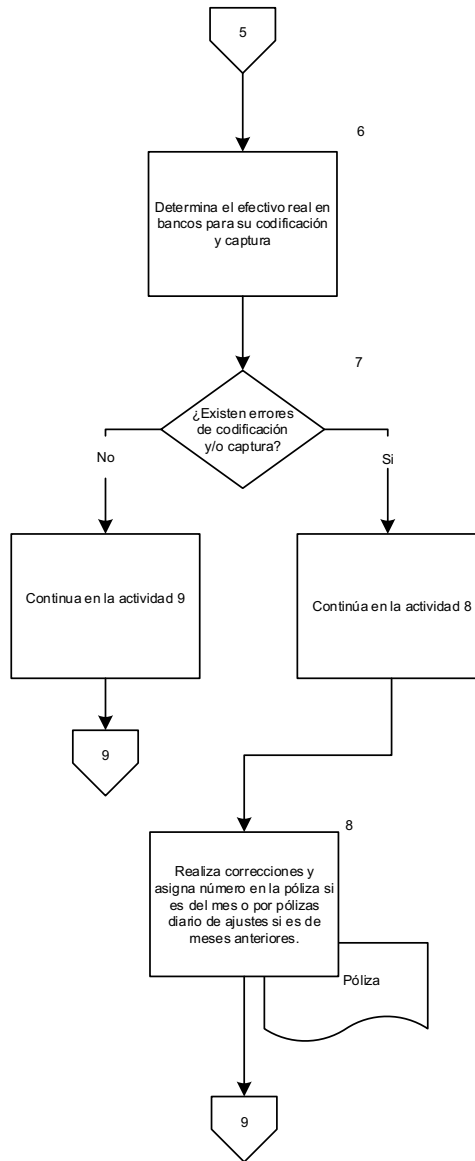 5
6
Determina el efectivo real en
bancos para su codificación
y captura
7
¿Existen errores
de codificación
y/o captura?
No
Si
Continua en la actividad 9
Continúa en la actividad 8
9
8
Realiza correcciones y
asigna número en la póliza si
es del mes o por pólizas
diario de ajustes si es de
meses anteriores.
Póliza
9